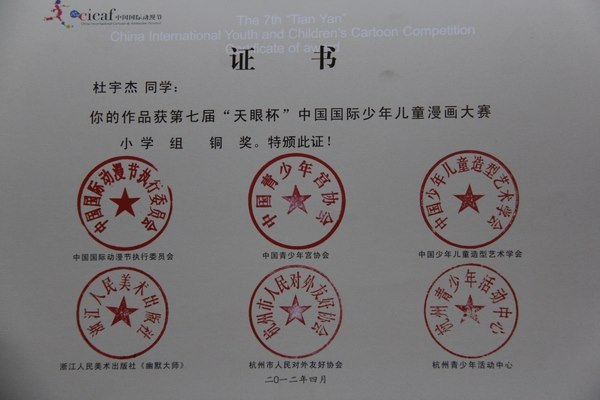 cicaf 中国国际动漫节
The 7th "Tian Yan"
China International Youth and Children's Cartoon Competition
Certificate of award
证 书
杜宇杰 同学：
你的作品获第七届“天眼杯”中国国际少年儿童漫画大赛
小学 组 铜 奖。特颁此证！
中国国际动漫节执行委员会
中国青少年宫协会
中国少年儿童造型艺术学会
中国国际动漫节执行委员会
中国青少年宫协会
中国少年儿童造型艺术学会
浙江人民美术出版社
杭州市人民对外友好协会
杭州青少年活动中心
浙江人民美术出版社《幽默大师》
杭州市人民对外友好协会
杭州青少年活动中心
二〇一二年四月